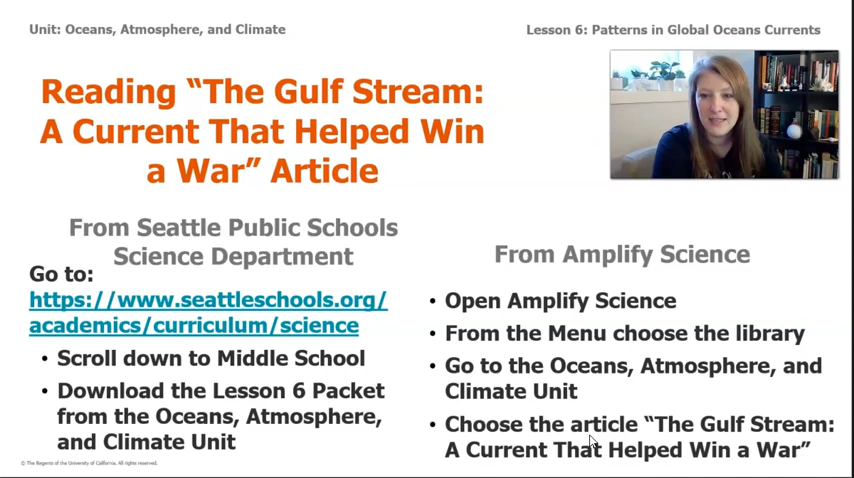 Unit: Oceans, Atmosphere, and Climate
Lesson 6: Patterns in Global Oceans Currents
Reading “The Gulf Stream:
A Current That Helped Win
a War” Article
From Seattle Public Schools
Science Department
Go to:
https://www.seattleschools.org/
academics/curriculum/science
• Scroll down to Middle School
• Download the Lesson 6 Packet
from the Oceans, Atmosphere,
and Climate Unit
From Amplify Science
• Open Amplify Science
• From the Menu choose the library
• Go to the Oceans, Atmosphere, and
Climate Unit
• Choose the article “The Gulf Stream:
A Current That Helped Win a War”
© The Regents of the University of California. All rights reserved.